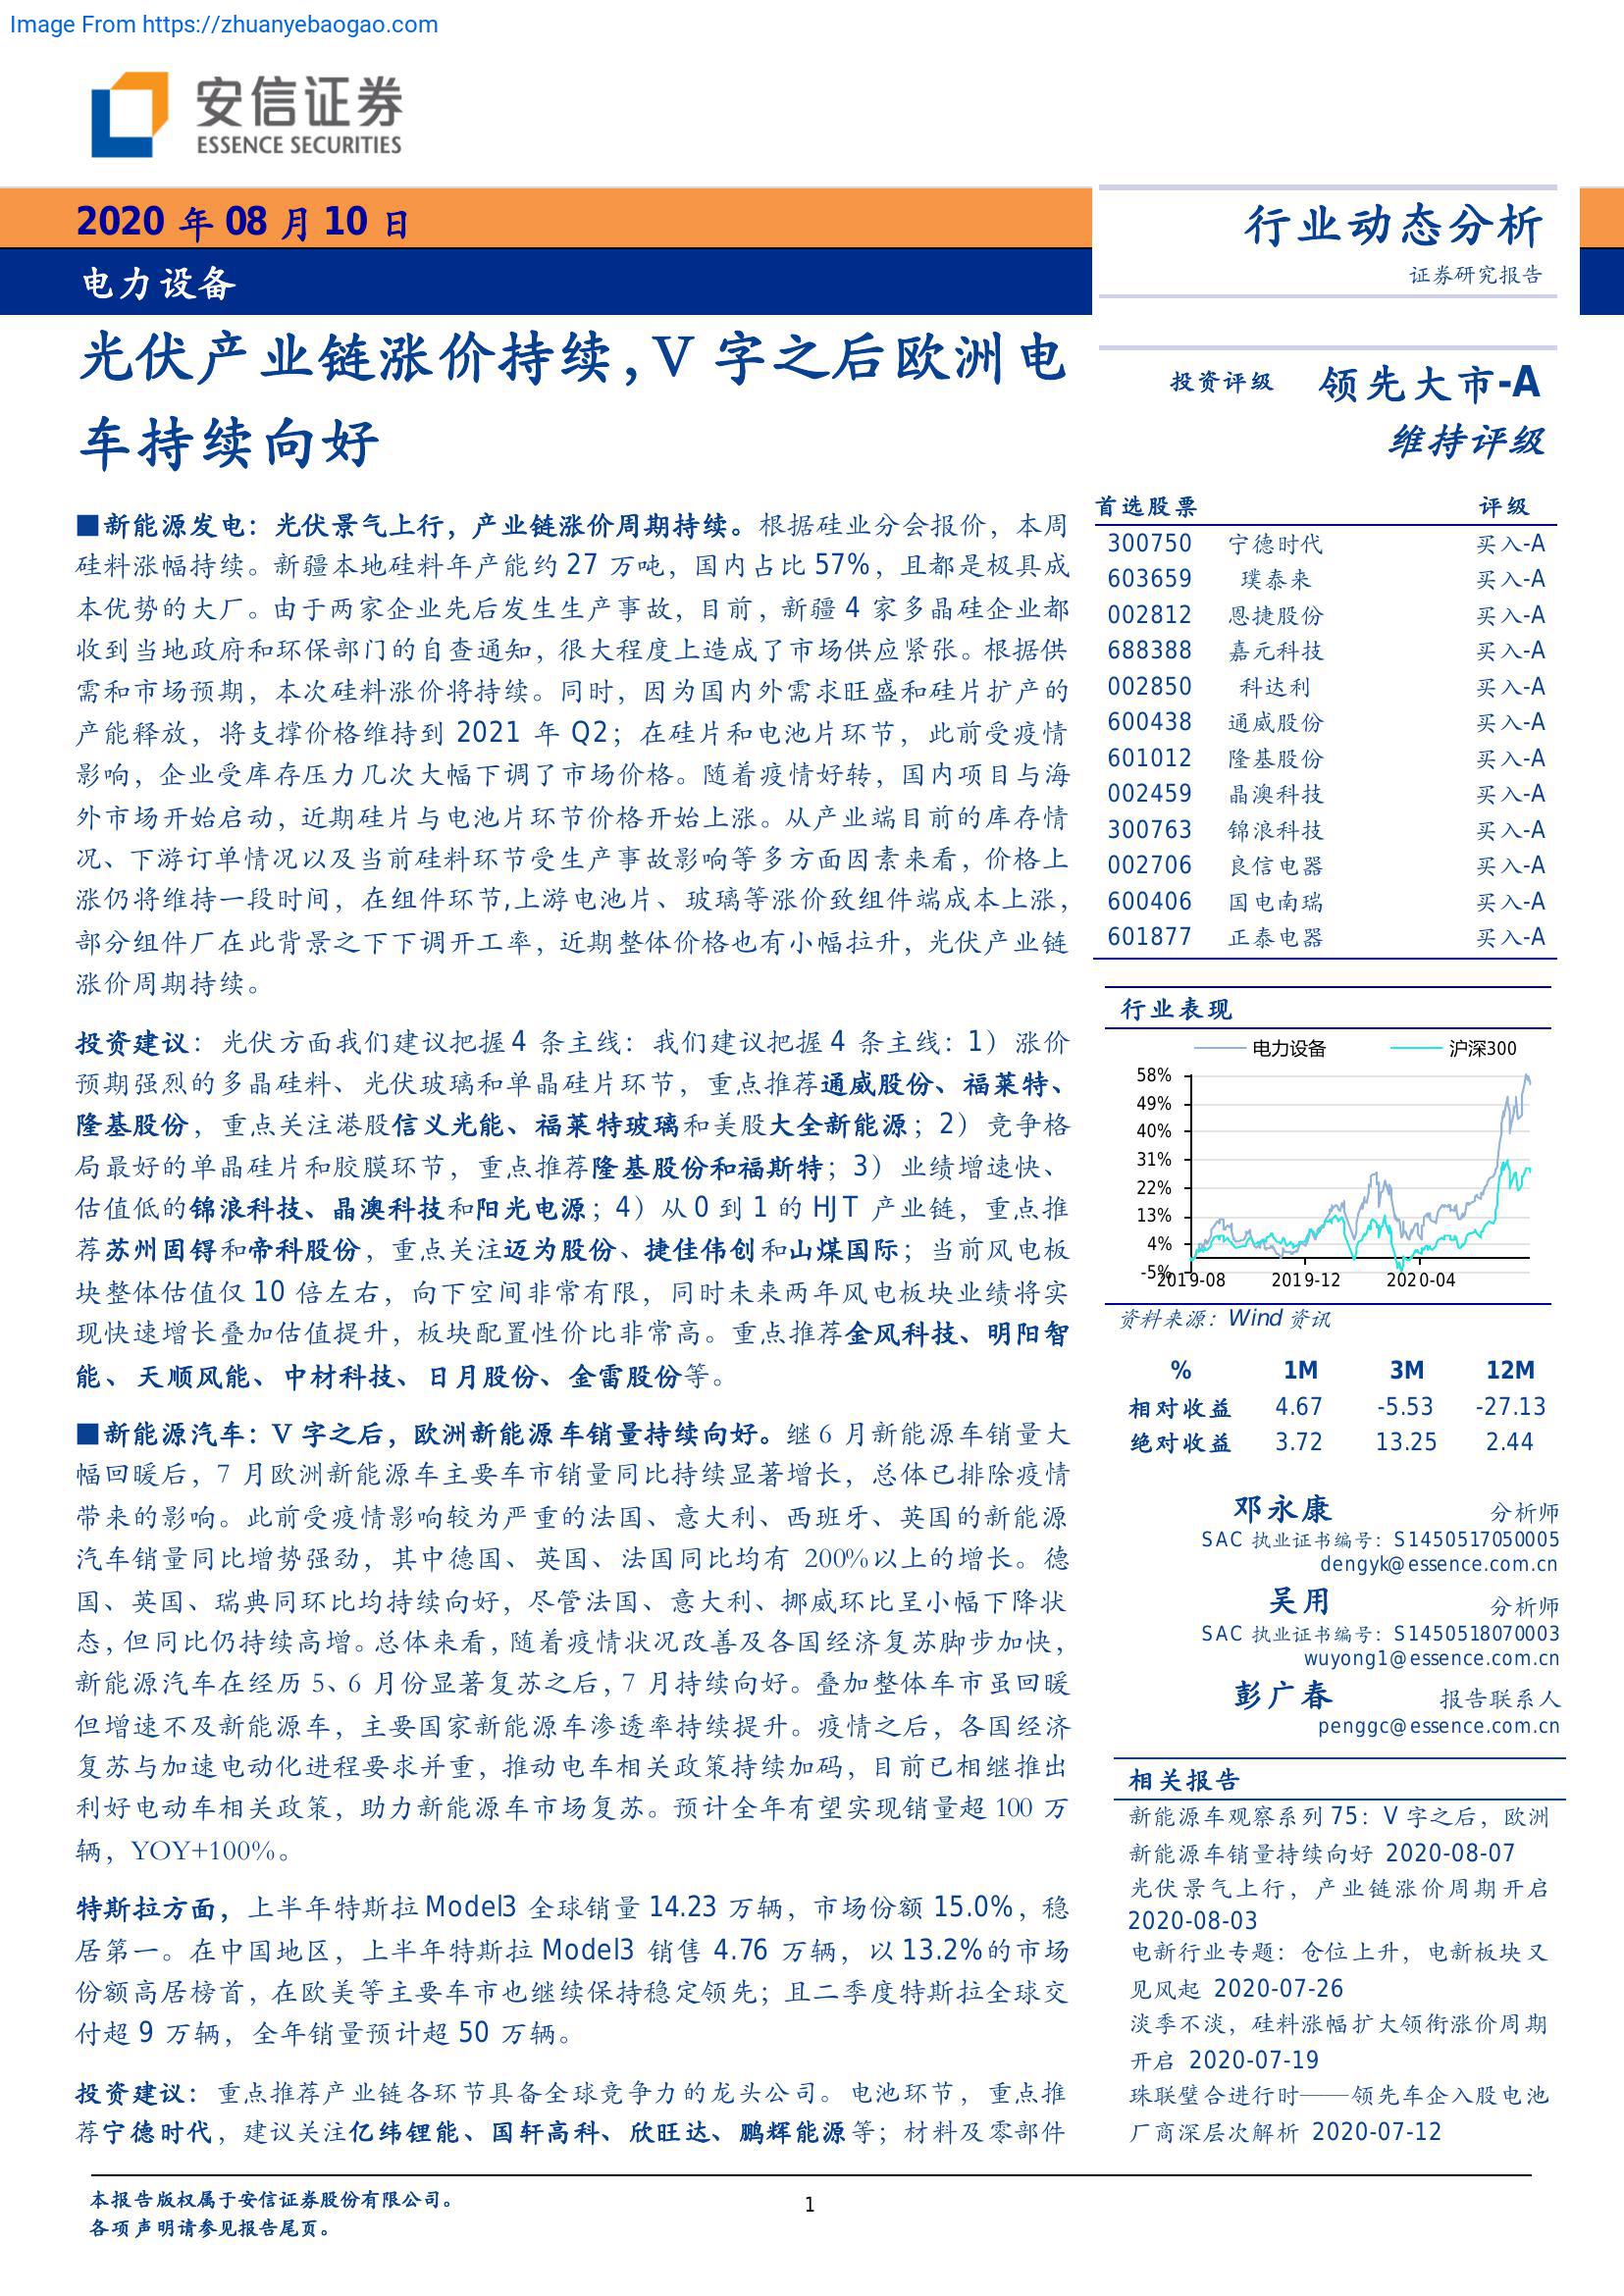 Image From https://zhuanyebaogao.com
安信证券
ESSENCE SECURITIES
2020 年 08 月 10 日
电力设备
行业动态分析
证券研究报告
光伏产业链涨价持续,V 字之后欧洲电
车持续向好
■新能源发电：光伏景气上行，产业链涨价周期持续。根据硅业分会报价，本周
硅料涨幅持续。新疆本地硅料年产能约 27 万吨，国内占比 57%，且都是极具成
本优势的大厂。由于两家企业先后发生生产事故，目前，新疆 4 家多晶硅企业都
收到当地政府和环保部门的自查通知，很大程度上造成了市场供应紧张。根据供
需和市场预期，本次硅料涨价将持续。同时，因为国内外需求旺盛和硅片扩产的
产能释放，将支撑价格维持到 2021 年 Q2；在硅片和电池片环节，此前受疫情
影响，企业受库存压力几次大幅下调了市场价格。随着疫情好转，国内项目与海
外市场开始启动，近期硅片与电池片环节价格开始上涨。从产业端目前的库存情
况、下游订单情况以及当前硅料环节受生产事故影响等多方面因素来看，价格上
涨仍将维持一段时间，在组件环节,上游电池片、玻璃等涨价致组件端成本上涨，
部分组件厂在此背景之下下调开工率，近期整体价格也有小幅拉升，光伏产业链
涨价周期持续。
投资建议：光伏方面我们建议把握 4 条主线：我们建议把握 4 条主线：1）涨价
预期强烈的多晶硅料、光伏玻璃和单晶硅片环节，重点推荐通威股份、福莱特、
隆基股份，重点关注港股信义光能、福莱特玻璃和美股大全新能源；2）竞争格
局最好的单晶硅片和胶膜环节，重点推荐隆基股份和福斯特；3）业绩增速快、
估值低的锦浪科技、晶澳科技和阳光电源；4）从 0 到 1 的 HJT 产业链，重点推
荐苏州固锝和帝科股份，重点关注迈为股份、捷佳伟创和山煤国际；当前风电板
块整体估值仅 10 倍左右，向下空间非常有限，同时未来两年风电板块业绩将实
现快速增长叠加估值提升，板块配置性价比非常高。重点推荐金风科技、明阳智
能、天顺风能、中材科技、日月股份、金雷股份等。
■新能源汽车：V 字之后，欧洲新能源车销量持续向好。继 6 月新能源车销量大
幅回暖后，7 月欧洲新能源车主要车市销量同比持续显著增长，总体已排除疫情
带来的影响。此前受疫情影响较为严重的法国、意大利、西班牙、英国的新能源
汽车销量同比增势强劲，其中德国、英国、法国同比均有 200%以上的增长。德
国、英国、瑞典同环比均持续向好，尽管法国、意大利、挪威环比呈小幅下降状
态，但同比仍持续高增。总体来看，随着疫情状况改善及各国经济复苏脚步加快，
新能源汽车在经历 5、6 月份显著复苏之后，7 月持续向好。叠加整体车市虽回暖
但增速不及新能源车，主要国家新能源车渗透率持续提升。疫情之后，各国经济
复苏与加速电动化进程要求并重，推动电车相关政策持续加码，目前已相继推出
利好电动车相关政策，助力新能源车市场复苏。预计全年有望实现销量超 100 万
辆，YOY+100%。
特斯拉方面，上半年特斯拉 Model3 全球销量 14.23 万辆，市场份额 15.0%，稳
居第一。在中国地区，上半年特斯拉 Model3 销售 4.76 万辆，以 13.2%的市场
份额高居榜首，在欧美等主要车市也继续保持稳定领先；且二季度特斯拉全球交
付超 9 万辆，全年销量预计超 50 万辆。
投资建议：重点推荐产业链各环节具备全球竞争力的龙头公司。电池环节，重点推
荐宁德时代，建议关注亿纬锂能、国轩高科、欣旺达、鹏辉能源等；材料及零部件
投资评级 领先大市-A
维持评级
首选股票 评级
300750 宁德时代 买入-A
603659 璞泰来 买入-A
002812 恩捷股份 买入-A
688388 嘉元科技 买入-A
002850 科达利 买入-A
600438 通威股份 买入-A
601012 隆基股份 买入-A
002459 晶澳科技 买入-A
300763 锦浪科技 买入-A
002706 良信电器 买入-A
600406 国电南瑞 买入-A
601877 正泰电器 买入-A
行业表现
电力设备 沪深300
58%
49%
40%
31%
22%
13%
4%
-5%
2019-08 2019-12 2020-04
资料来源：Wind 资讯
% 1M 3M 12M
相对收益 4.67 -5.53 -27.13
绝对收益 3.72 13.25 2.44
邓永康 分析师
SAC 执业证书编号：S1450517050005
dengyk@essence.com.cn
吴用 分析师
SAC 执业证书编号：S1450518070003
wuyong1@essence.com.cn
彭广春 报告联系人
penggc@essence.com.cn
相关报告
新能源车观察系列 75：V 字之后，欧洲
新能源车销量持续向好 2020-08-07
光伏景气上行，产业链涨价周期开启
2020-08-03
电新行业专题：仓位上升，电新板块又
见风起 2020-07-26
淡季不淡，硅料涨幅扩大领衔涨价周期
开启 2020-07-19
珠联璧合进行时——领先车企入股电池
厂商深层次解析 2020-07-12
本报告版权属于安信证券股份有限公司。
各项声明请参见报告尾页。
1